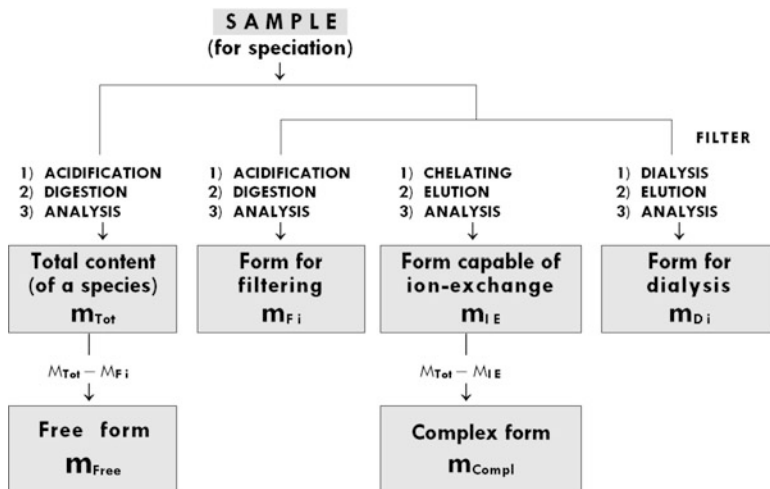 SAMPLE
(for speciation)
FILTER
1) ACIDIFICATION
2) DIGESTION
3) ANALYSIS
1) ACIDIFICATION
2) DIGESTION
3) ANALYSIS
1) CHELATING
2) ELUTION
3) ANALYSIS
1) DIALYSIS
2) ELUTION
3) ANALYSIS
Total content
(of a species)
mTot
Form for
filtering
mFi
Form capable of
ion-exchange
mIE
Form for
dialysis
mDi
MTot – MFi
MTot – MIE
Free form
mFree
Complex form
mCompl